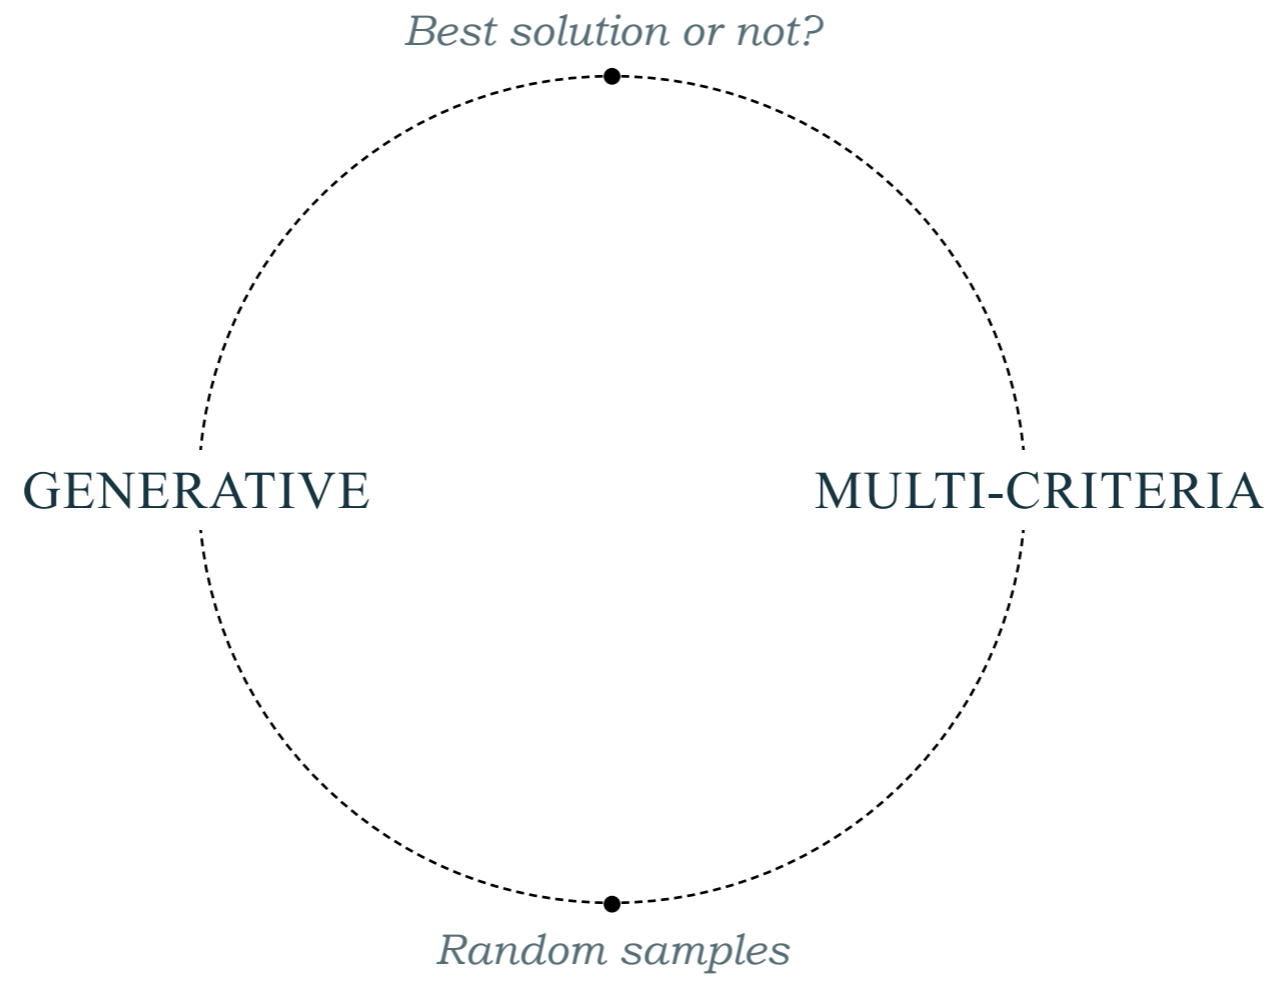 Best solution or not?
GENERATIVE
MULTI-CRITERIA
Random samples